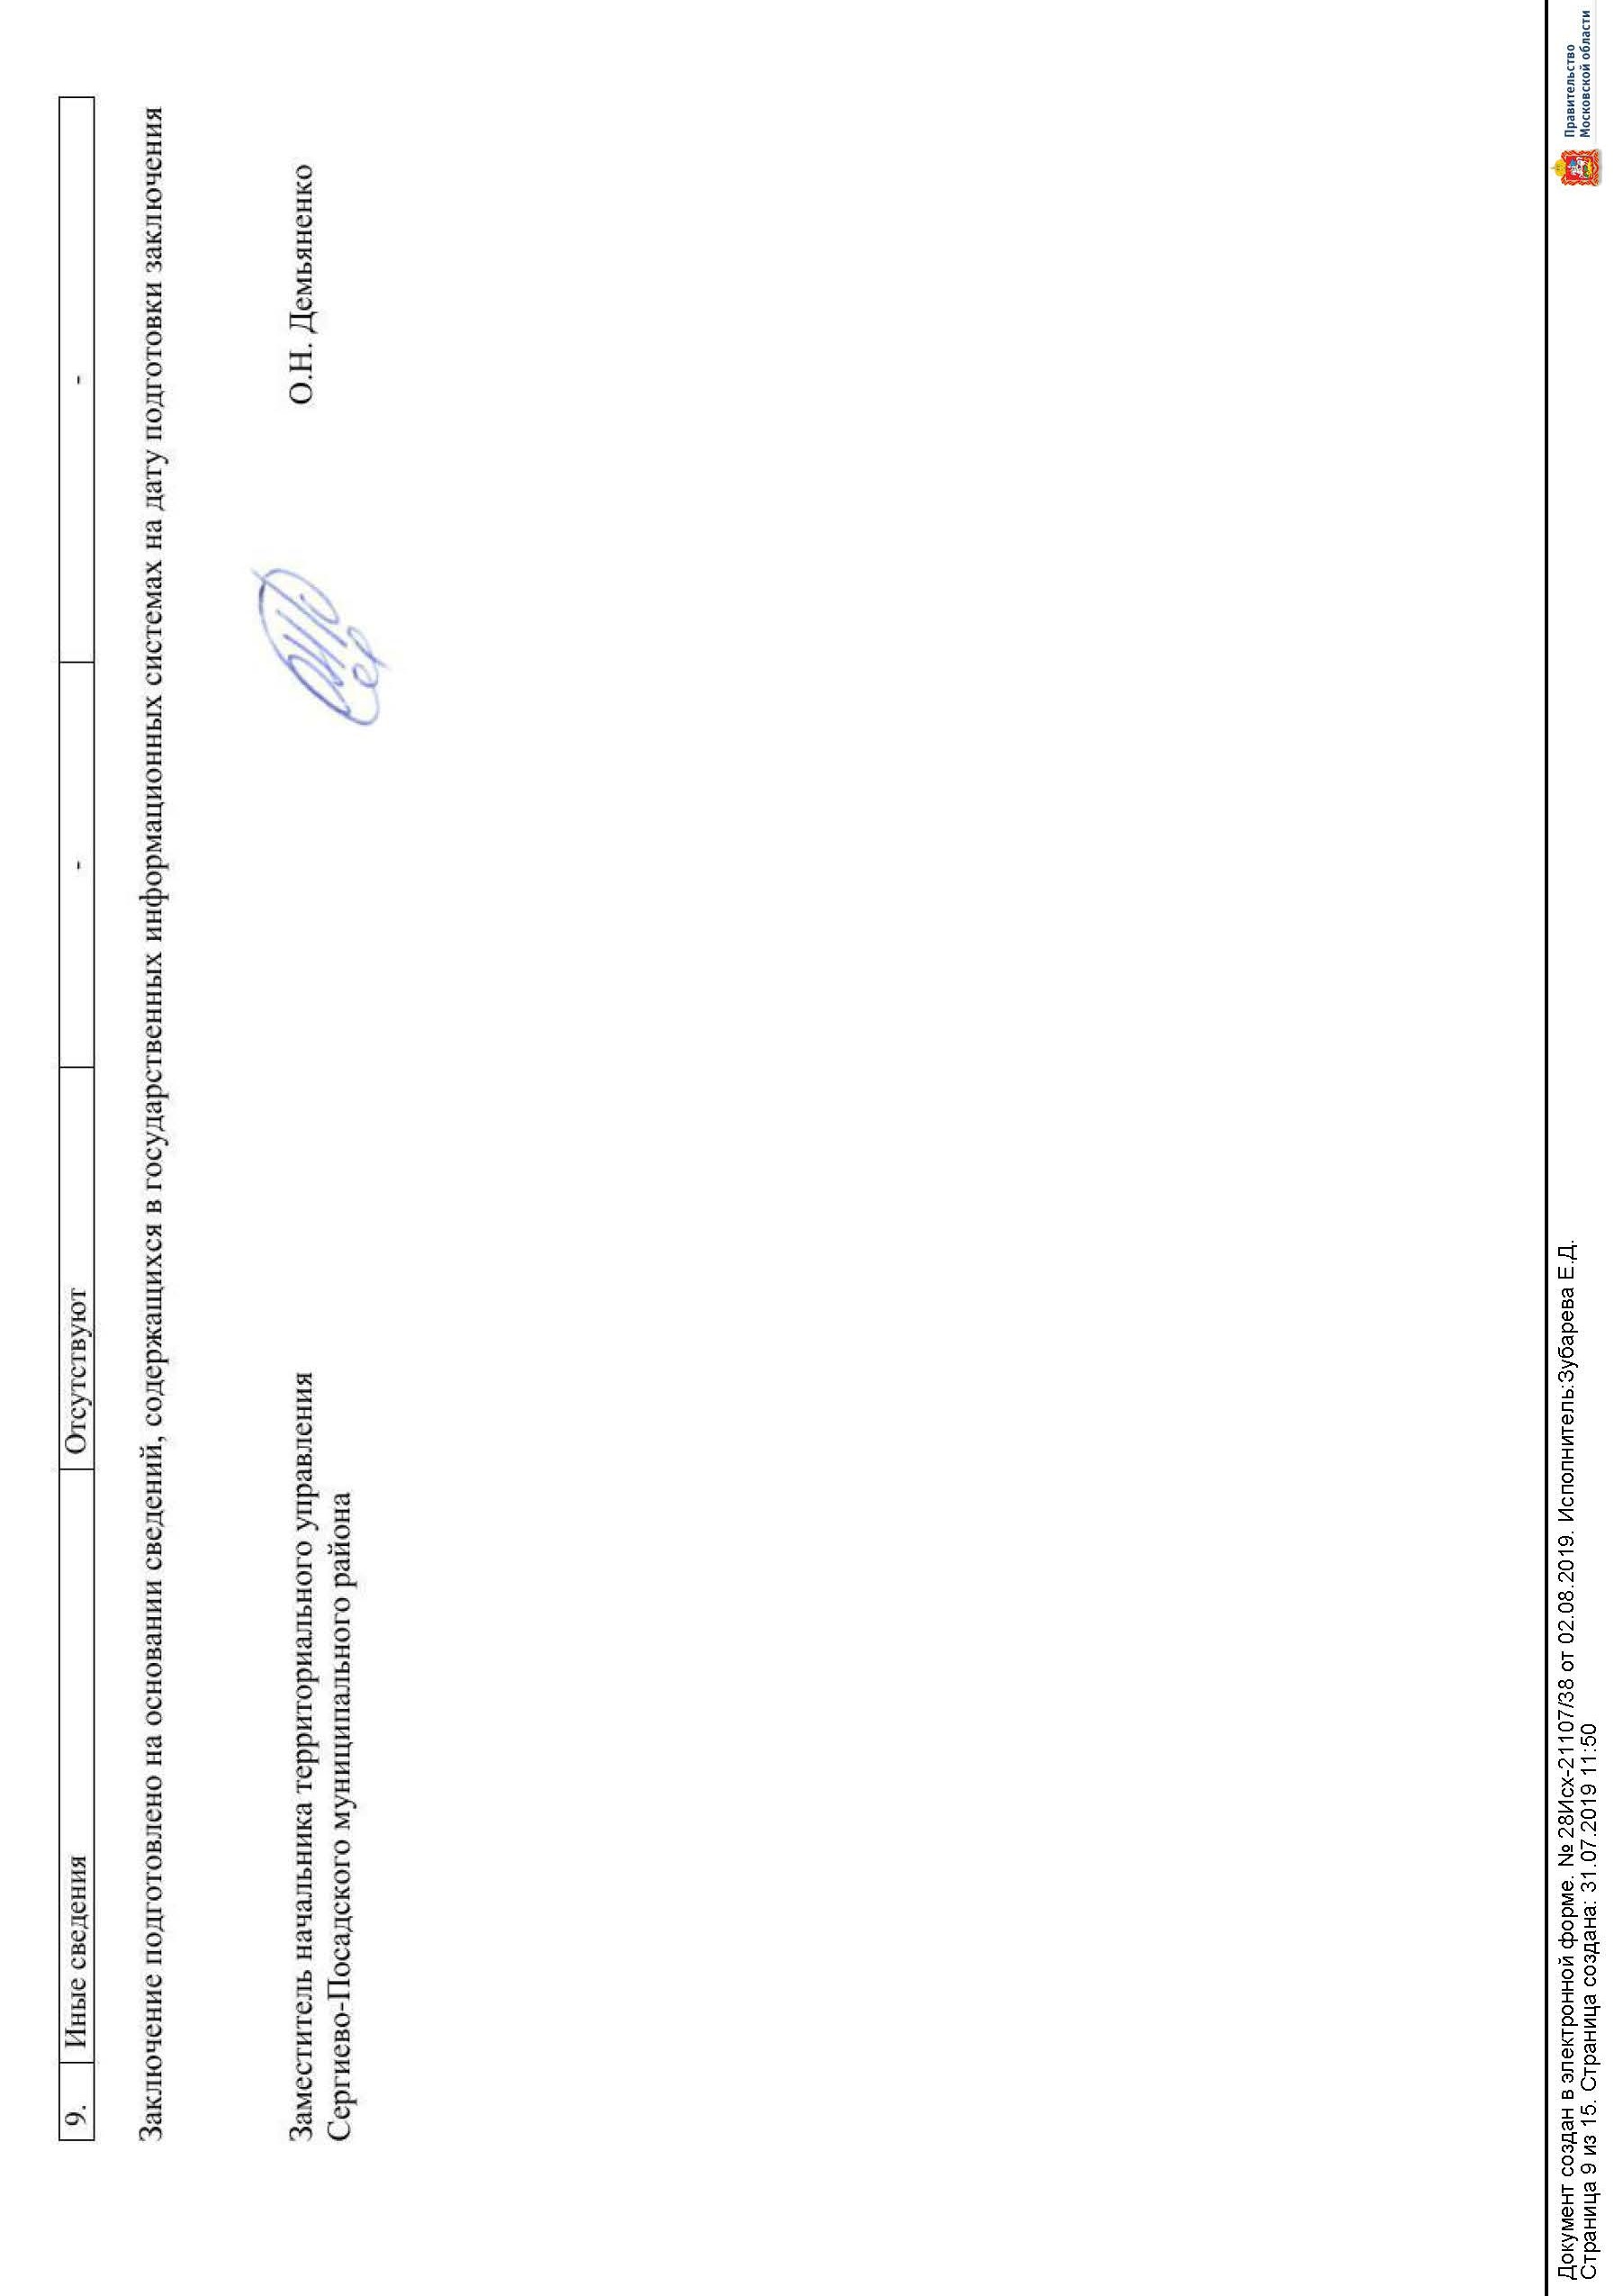 9. Иные сведения Отсутствуют - -
Заключение подготовлено на основании сведений, содержащихся в государственных информационных системах на дату подготовки заключения
Заместитель начальника территориального управления
Сергиево-Посадского муниципального района
О.Н. Демьяненко
Документ создан в электронной форме. № 28Исх-21107/38 от 02.08.2019. Исполнитель:Зубарева Е.Д.
Страница 9 из 15. Страница создана: 31.07.2019 11:50
Правительство
Московской области